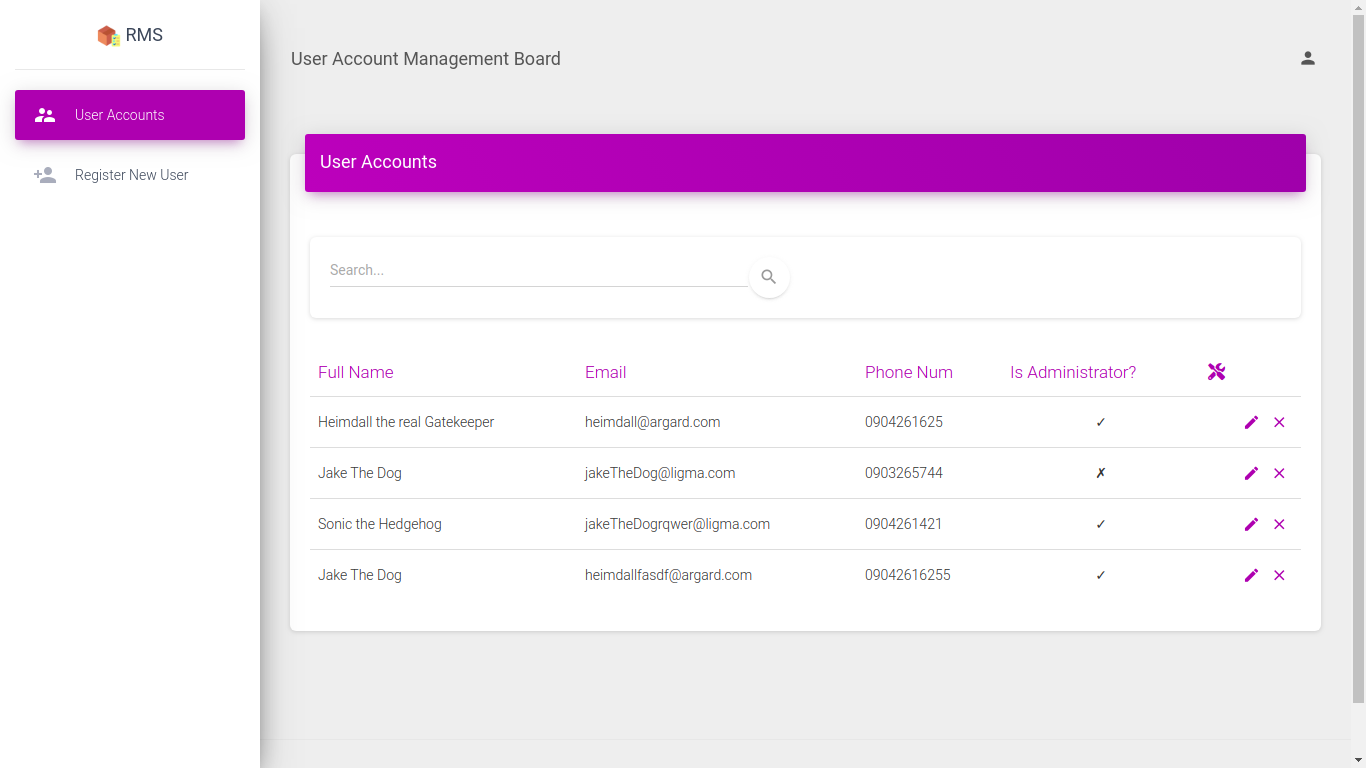 RMS
User Accounts
Register New User
User Account Management Board
User Accounts
Search...
Full Name Email Phone Num Is Administrator?
Heimdall the real Gatekeeper heimdall@argard.com 0904261625 ✓
Jake The Dog jakeTheDog@ligma.com 0903265744 ✗
Sonic the Hedgehog jakeTheDogrqwer@ligma.com 0904261421 ✓
Jake The Dog heimdallfasdf@argard.com 09042616255 ✓